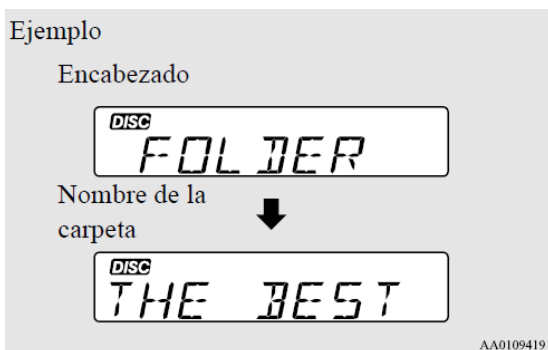 Ejemplo
Encabezado
DISC
FOLDER
Nombre de la
carpeta
DISC
THE BEST
AA0109419